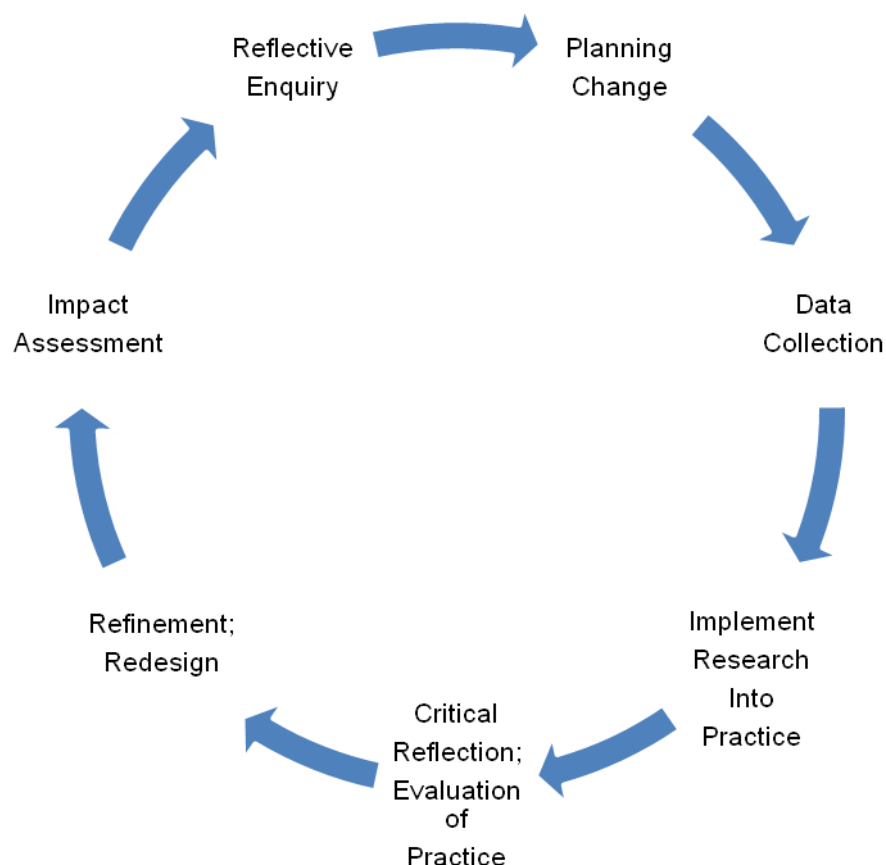 Reflective
Enquiry
Planning
Change
Data
Collection
Implement
Research
Into
Practice
Critical
Reflection;
Evaluation
of
Practice
Refinement;
Redesign
Impact
Assessment